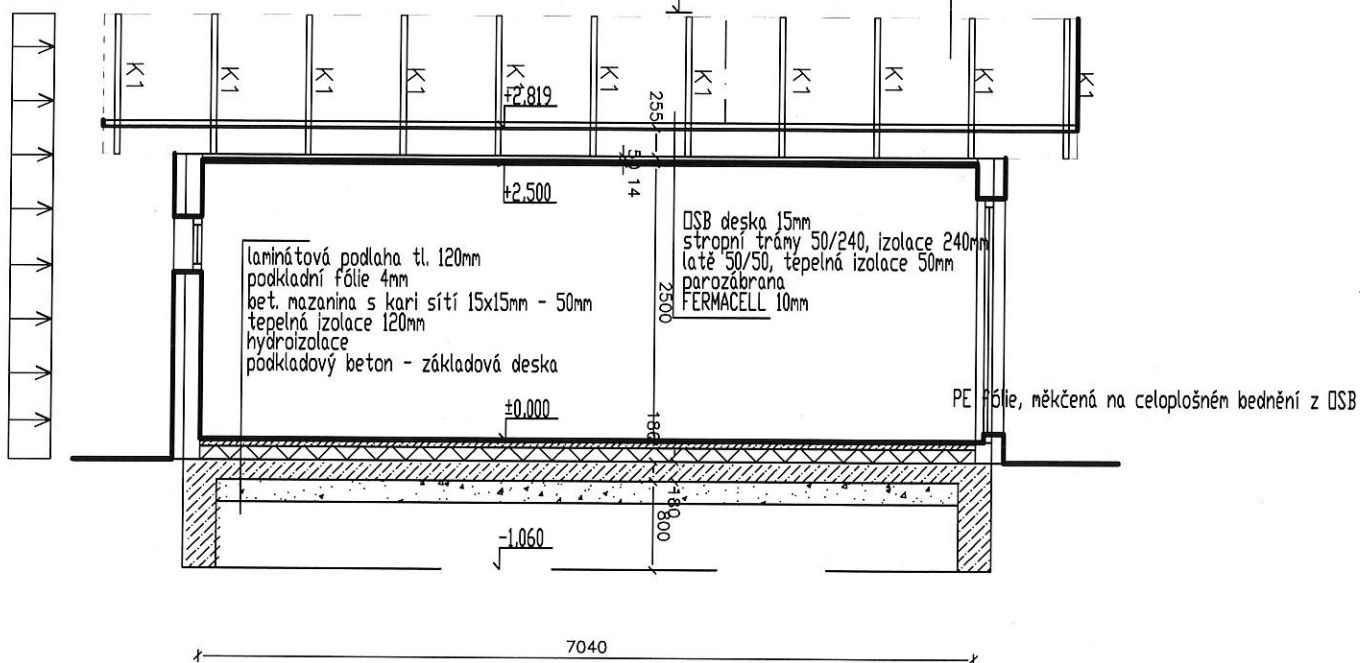 K1 K1 K1 K1 K1 K1 K1 K1 K1 K1 K1
+2,819
255
50 14
+2,500
laminátová podlaha tl. 120mm
podkladní fólie 4mm
bet. mazanina s kari sítí 15x15mm - 50mm
tepelná izolace 120mm
hydroizolace
podkladový beton - základová deska
OSB deska 15mm
stropní trámy 50/240, izolace 240mm
latě 50/50, tepelná izolace 50mm
parozábrana
FERMACELL 10mm
2500
PE fólie, měkčená na celoplošném bednění z OSB
±0,000
186
180
800
-1,060
7040